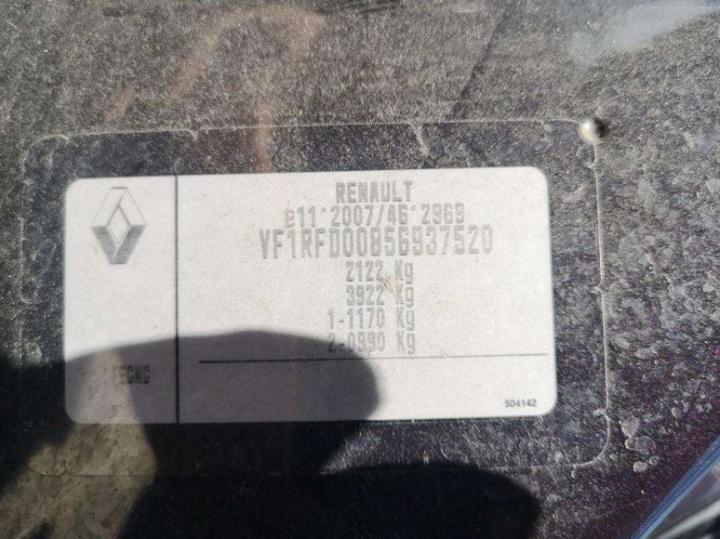 RENAULT
e11*2007/46*2969
VF1RFD00856937520
2122 Kg
3922 Kg
1-1170 Kg
2-0990 Kg
504142